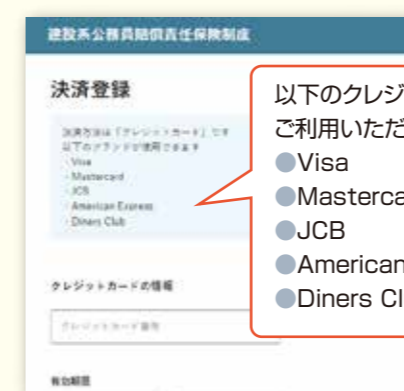 建設系公務員賠償責任保険制度
決済登録
決済方法は「クレジットカード」です
以下のブランドが使用できます
・Visa
・Mastercard
・JCB
・American Express
・Diners Club
クレジットカードの情報
クレジットカード番号
有効期限
以下のクレジ
ご利用いただ
●Visa
●Masterca
●JCB
●American
●Diners Cl